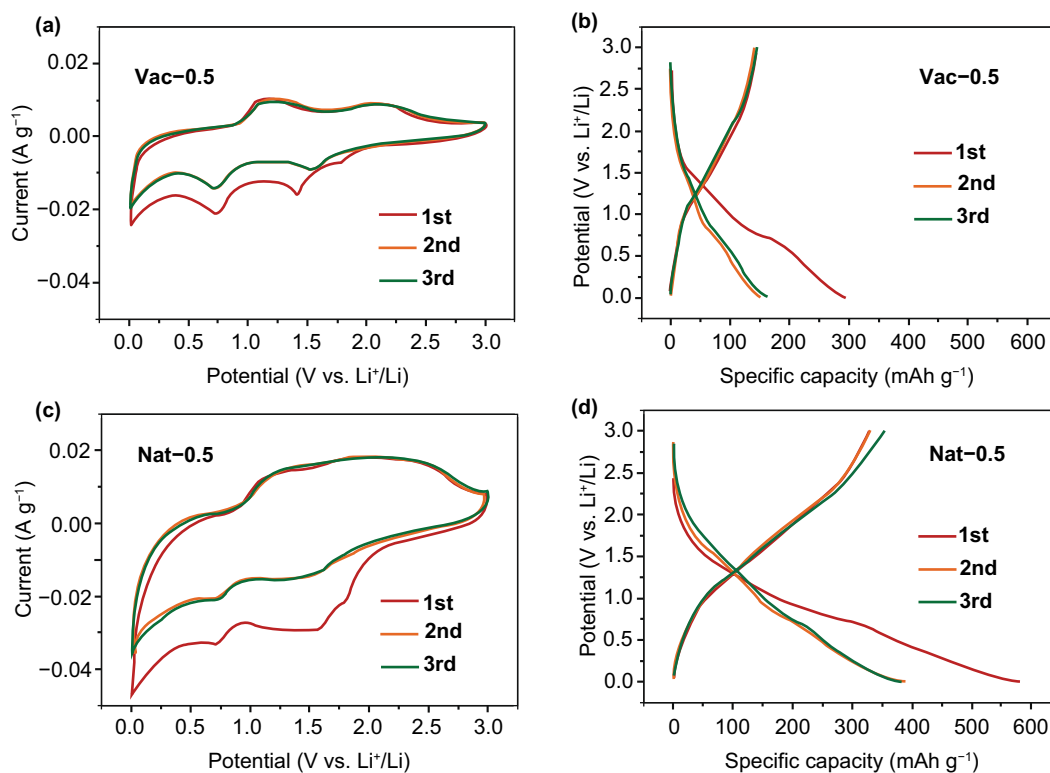 (a)
Vac−0.5
0.02
0.00
−0.02
−0.04
Current (A g⁻¹)
1st
2nd
3rd
0.0 0.5 1.0 1.5 2.0 2.5 3.0
Potential (V vs. Li⁺/Li)
(b)
Vac−0.5
3.0
2.5
2.0
1.5
1.0
0.5
0.0
Potential (V vs. Li⁺/Li)
1st
2nd
3rd
0 100 200 300 400 500 600
Specific capacity (mAh g⁻¹)
(c)
Nat−0.5
0.02
0.00
−0.02
−0.04
Current (A g⁻¹)
1st
2nd
3rd
0.0 0.5 1.0 1.5 2.0 2.5 3.0
Potential (V vs. Li⁺/Li)
(d)
Nat−0.5
3.0
2.5
2.0
1.5
1.0
0.5
0.0
Potential (V vs. Li⁺/Li)
1st
2nd
3rd
0 100 200 300 400 500 600
Specific capacity (mAh g⁻¹)